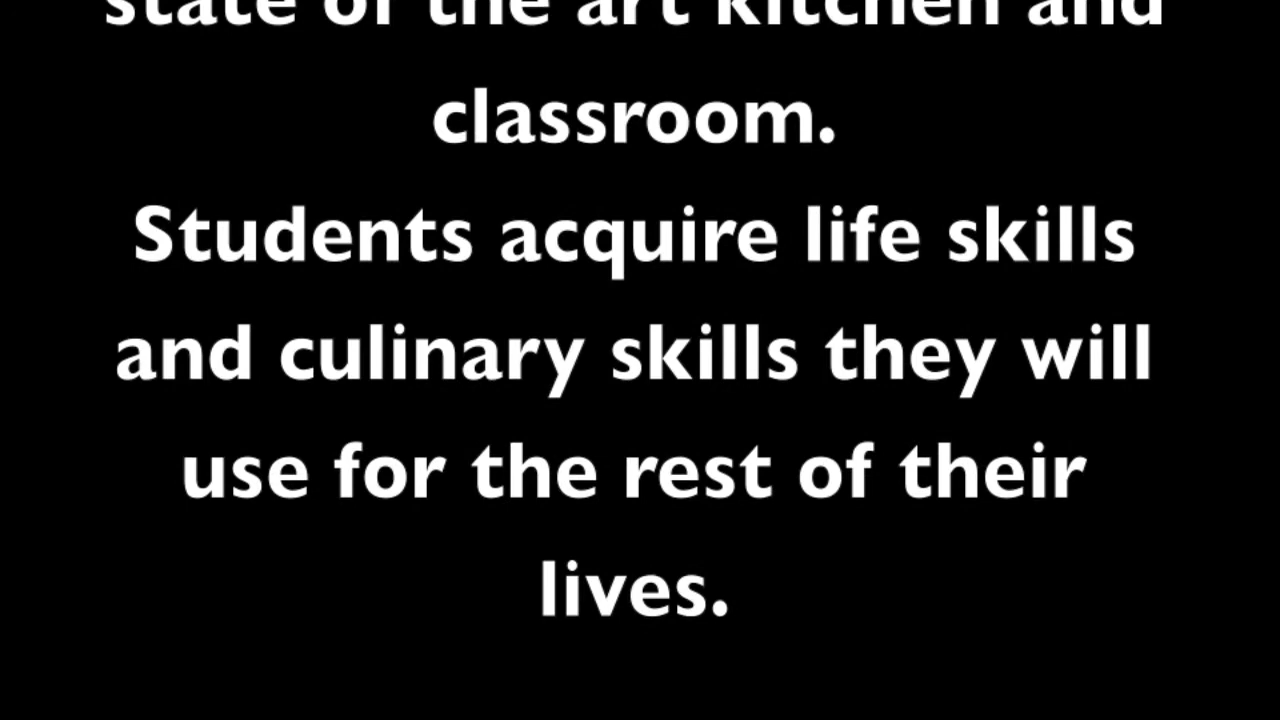 state of the art kitchen and
classroom.
Students acquire life skills
and culinary skills they will
use for the rest of their
lives.